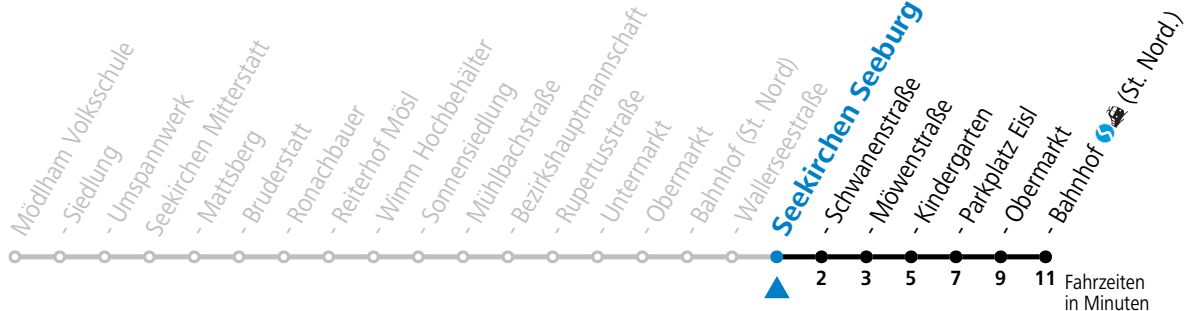 Mödlham Volksschule
- Siedlung
- Umspannwerk
Seekirchen Mitterstatt
- Mattsberg
- Bruderstatt
- Ronachbauer
- Reiterhof Mösl
- Wimm Hochbehälter
- Sonnensiedlung
- Mühlbachstraße
- Bezirkshauptmannschaft
- Rupertusstraße
- Untermarkt
- Obermarkt
- Bahnhof (St. Nord)
- Wallerseestraße
Seekirchen Seeburg
- Schwanenstraße
- Möwenstraße
- Kindergarten
- Parkplatz Eisl
- Obermarkt
- Bahnhof S (St. Nord.)
2 3 5 7 9 11 Fahrzeiten
in Minuten